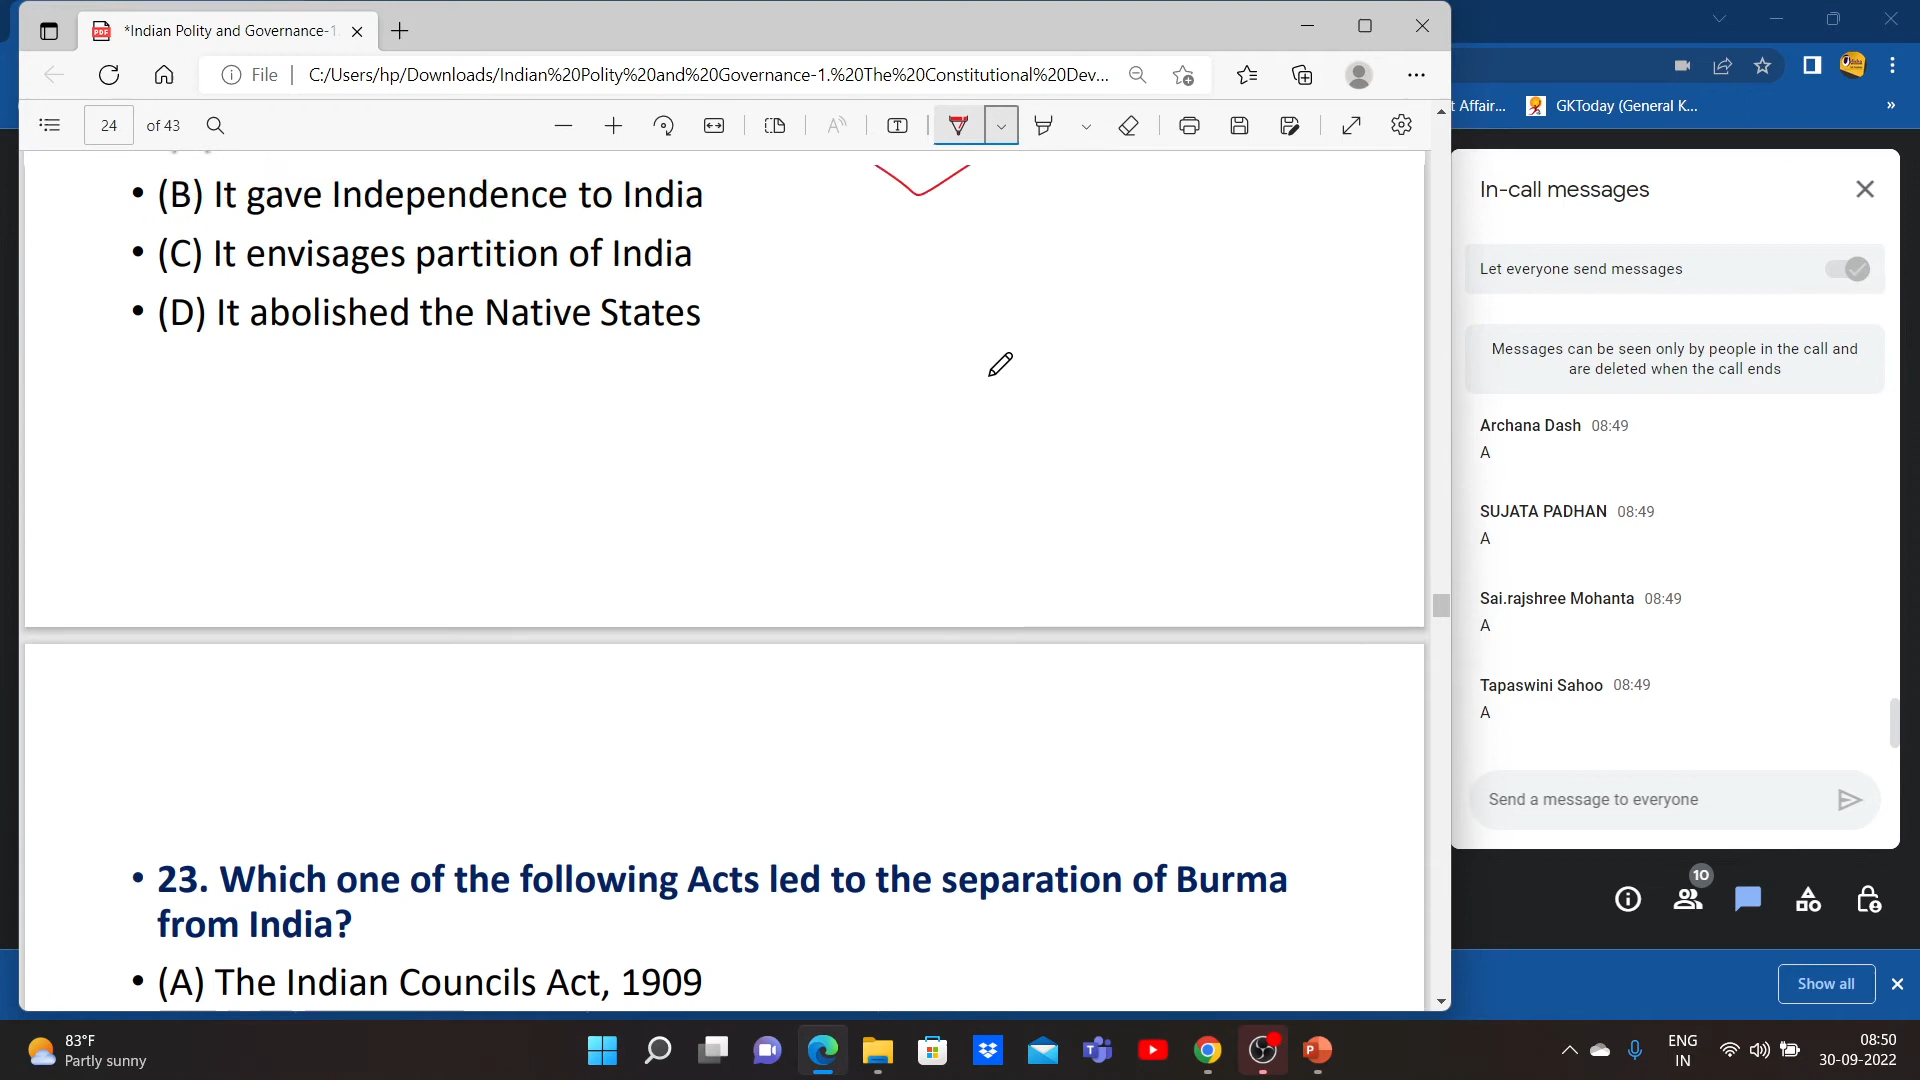 *Indian Polity and Governance-1
File
C:/Users/hp/Downloads/Indian%20Polity%20and%20Governance-1.%20The%20Constitutional%20Dev...
24
of 43
t Affair...
GKToday (General K...
»
• (B) It gave Independence to India
• (C) It envisages partition of India
• (D) It abolished the Native States
• 23. Which one of the following Acts led to the separation of Burma
from India?
• (A) The Indian Councils Act, 1909
In-call messages
Let everyone send messages
Messages can be seen only by people in the call and
are deleted when the call ends
Archana Dash 08:49
A
SUJATA PADHAN 08:49
A
Sai.rajshree Mohanta 08:49
A
Tapaswini Sahoo 08:49
A
Send a message to everyone
10
Show all
83°F
Partly sunny
ENG
IN
08:50
30-09-2022